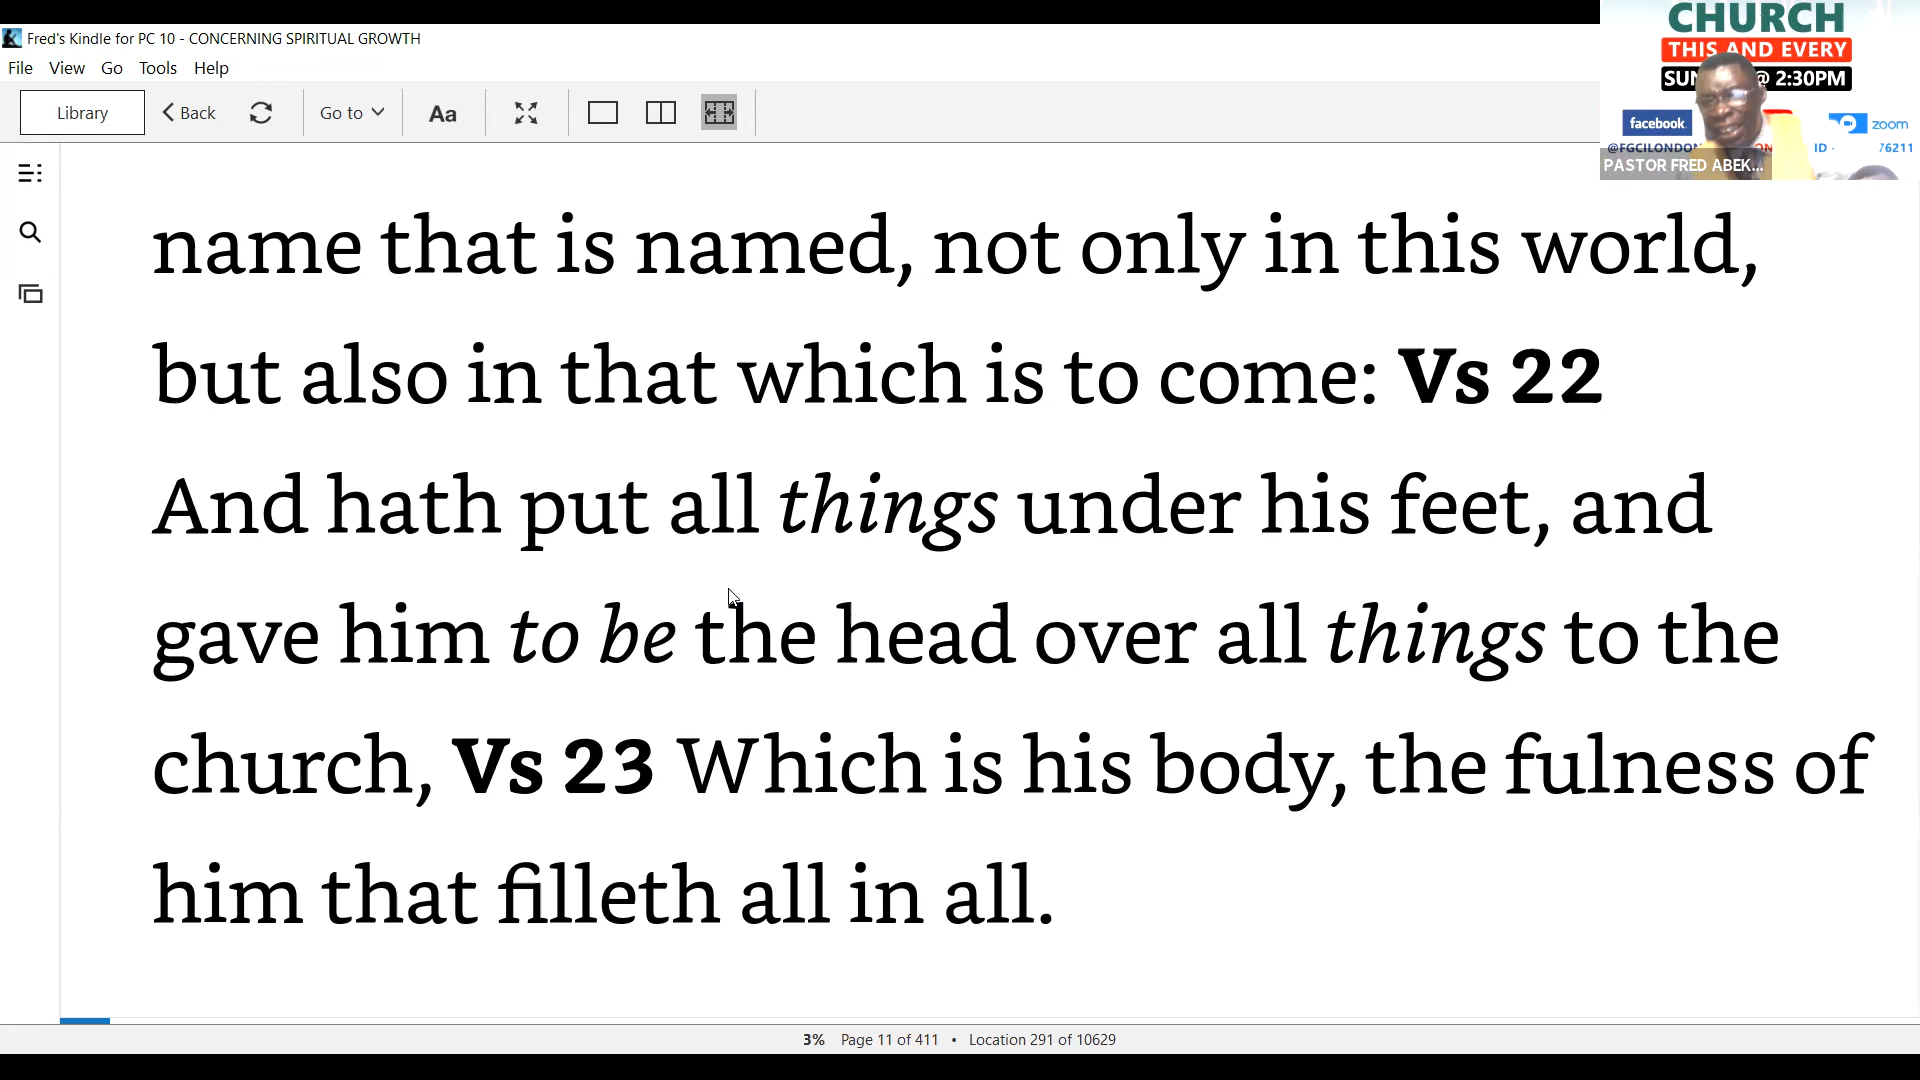 Fred's Kindle for PC 10 - CONCERNING SPIRITUAL GROWTH
File View Go Tools Help
Library Back Go to Aa
CHURCH
THIS AND EVERY
@ 2:30PM
facebook
zoom
@FGCILONDON
ID -
76211
PASTOR FRED ABEK...
name that is named, not only in this world,
but also in that which is to come: Vs 22
And hath put all things under his feet, and
gave him to be the head over all things to the
church, Vs 23 Which is his body, the fulness of
him that filleth all in all.
3% Page 11 of 411 • Location 291 of 10629